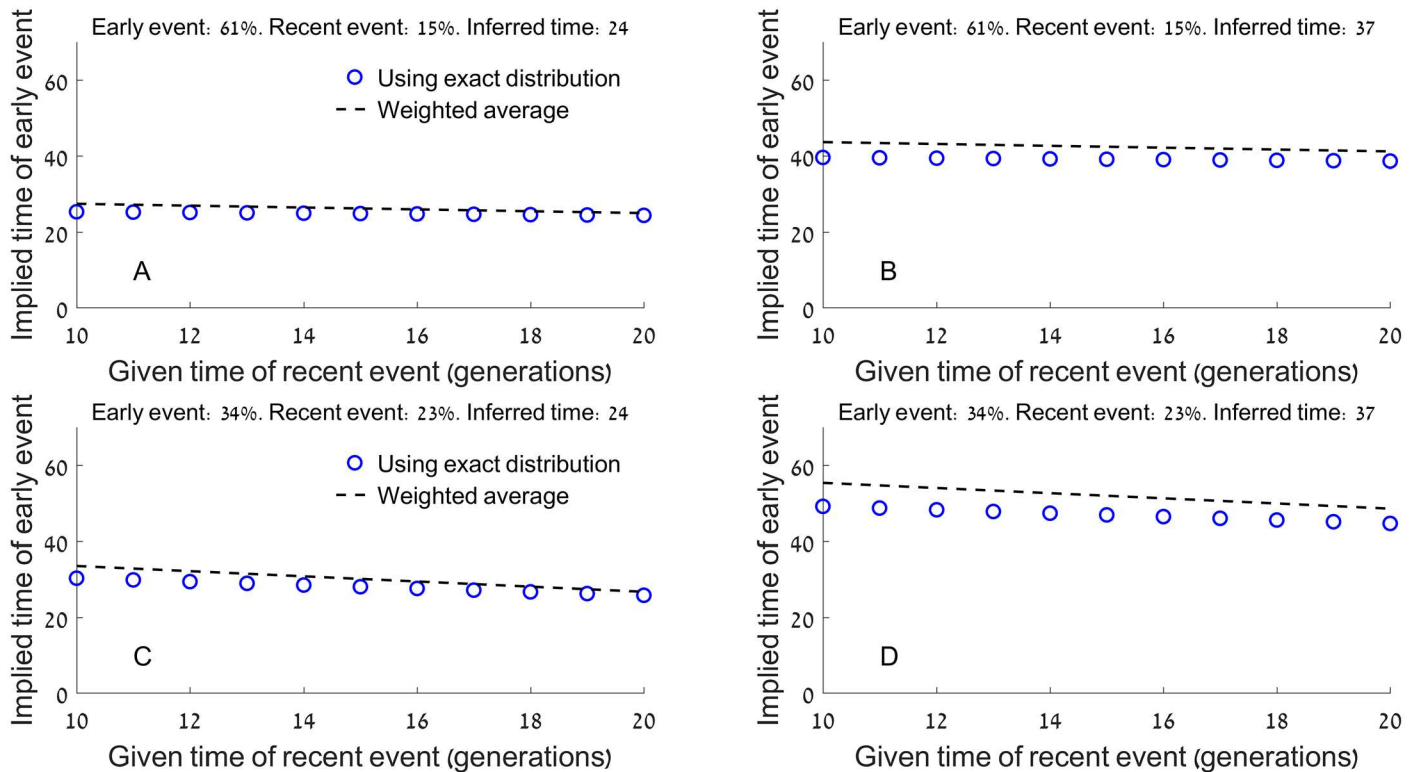 Early event: 61%. Recent event: 15%. Inferred time: 24
Implied time of early event
60
40
20
0
Using exact distribution
Weighted average
A
10 12 14 16 18 20
Given time of recent event (generations)
Early event: 61%. Recent event: 15%. Inferred time: 37
Implied time of early event
60
40
20
0
B
10 12 14 16 18 20
Given time of recent event (generations)
Early event: 34%. Recent event: 23%. Inferred time: 24
Implied time of early event
60
40
20
0
Using exact distribution
Weighted average
C
10 12 14 16 18 20
Given time of recent event (generations)
Early event: 34%. Recent event: 23%. Inferred time: 37
Implied time of early event
60
40
20
0
D
10 12 14 16 18 20
Given time of recent event (generations)